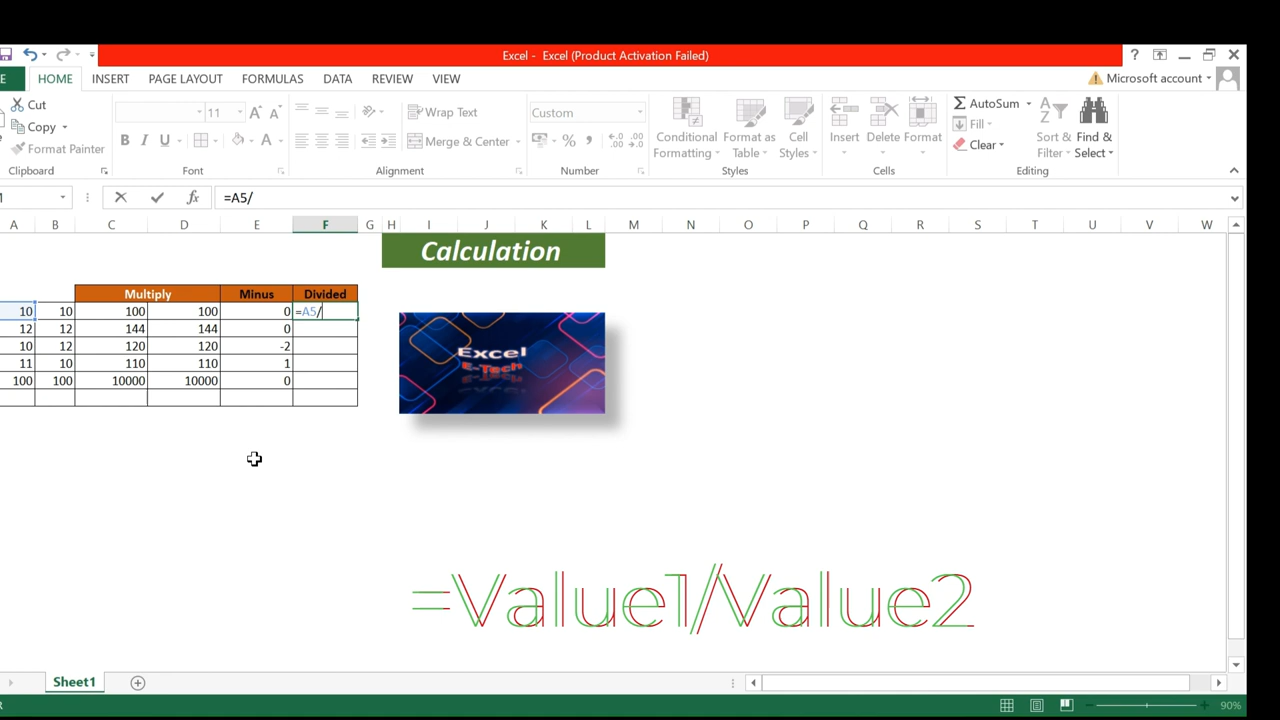 Excel - Excel (Product Activation Failed)
HOME INSERT PAGE LAYOUT FORMULAS DATA REVIEW VIEW
Microsoft account
Cut
Copy
Format Painter
Clipboard
11
B I U
Font
Wrap Text
Merge & Center
Alignment
Custom
%
Number
Conditional Formatting
Format as Table
Cell Styles
Styles
Insert Delete Format
Cells
AutoSum
Fill
Clear
Sort & Filter
Find & Select
Editing
=A5/
A B C D E F G H I J K L M N O P Q R S T U V W
Calculation
Multiply Minus Divided
10 10 100 100 0 =A5/
12 12 144 144 0
10 12 120 120 -2
11 10 110 110 1
100 100 10000 10000 0
Excel
E-Tech
=Value1/Value2
Sheet1
90%